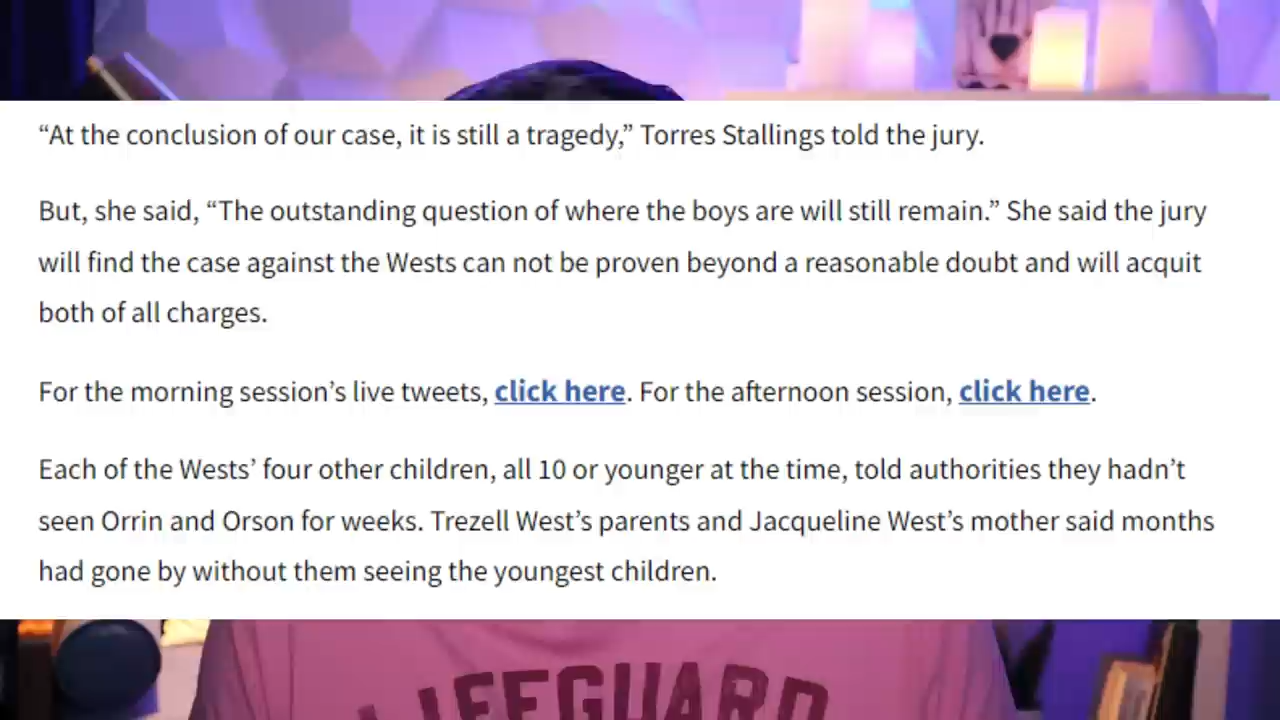 “At the conclusion of our case, it is still a tragedy,” Torres Stallings told the jury.
But, she said, “The outstanding question of where the boys are will still remain.” She said the jury
will find the case against the Wests can not be proven beyond a reasonable doubt and will acquit
both of all charges.
For the morning session’s live tweets, click here. For the afternoon session, click here.
Each of the Wests’ four other children, all 10 or younger at the time, told authorities they hadn’t
seen Orrin and Orson for weeks. Trezell West’s parents and Jacqueline West’s mother said months
had gone by without them seeing the youngest children.
LIFEGUARD